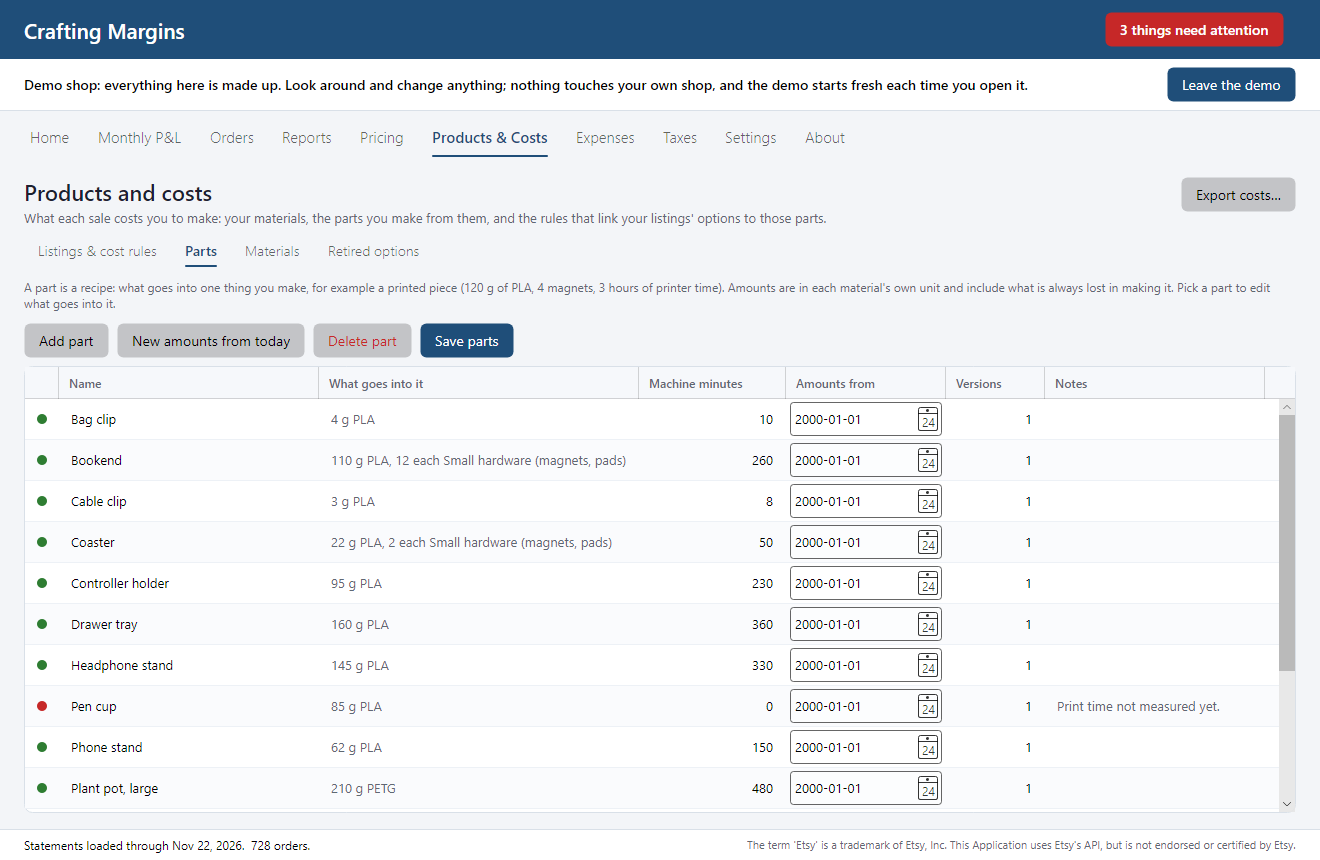 Crafting Margins
3 things need attention
Demo shop: everything here is made up. Look around and change anything; nothing touches your own shop, and the demo starts fresh each time you open it.
Leave the demo
Home Monthly P&L Orders Reports Pricing Products & Costs Expenses Taxes Settings About
Products and costs
Export costs...
What each sale costs you to make: your materials, the parts you make from them, and the rules that link your listings' options to those parts.
Listings & cost rules Parts Materials Retired options
A part is a recipe: what goes into one thing you make, for example a printed piece (120 g of PLA, 4 magnets, 3 hours of printer time). Amounts are in each material's own unit and include what is always lost in making it. Pick a part to edit
what goes into it.
Add part New amounts from today Delete part Save parts
Name What goes into it Machine minutes Amounts from Versions Notes
Bag clip 4 g PLA 10 2000-01-01 24 1
Bookend 110 g PLA, 12 each Small hardware (magnets, pads) 260 2000-01-01 24 1
Cable clip 3 g PLA 8 2000-01-01 24 1
Coaster 22 g PLA, 2 each Small hardware (magnets, pads) 50 2000-01-01 24 1
Controller holder 95 g PLA 230 2000-01-01 24 1
Drawer tray 160 g PLA 360 2000-01-01 24 1
Headphone stand 145 g PLA 330 2000-01-01 24 1
Pen cup 85 g PLA 0 2000-01-01 24 1 Print time not measured yet.
Phone stand 62 g PLA 150 2000-01-01 24 1
Plant pot, large 210 g PETG 480 2000-01-01 24 1
Statements loaded through Nov 22, 2026. 728 orders.
The term 'Etsy' is a trademark of Etsy, Inc. This Application uses Etsy's API, but is not endorsed or certified by Etsy.